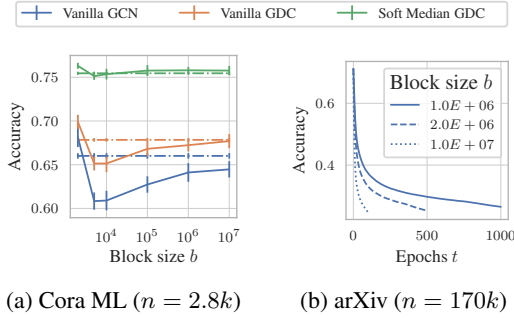 Vanilla GCN Vanilla GDC Soft Median GDC
Accuracy
0.75
0.70
0.65
0.60
10^4 10^5 10^6 10^7
Block size b
(a) Cora ML (n = 2.8k)
Accuracy
0.6
0.4
Block size b
1.0E + 06
2.0E + 06
1.0E + 07
0 500 1000
Epochs t
(b) arXiv (n = 170k)